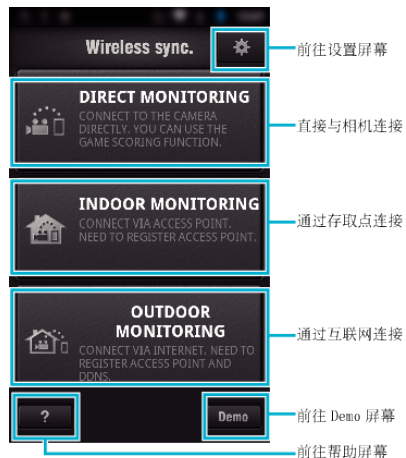 Wireless sync.
前往设置屏幕
DIRECT MONITORING
CONNECT TO THE CAMERA
DIRECTLY. YOU CAN USE THE
GAME SCORING FUNCTION.
直接与相机连接
INDOOR MONITORING
CONNECT VIA ACCESS POINT.
NEED TO REGISTER ACCESS POINT.
通过存取点连接
OUTDOOR
MONITORING
CONNECT VIA INTERNET. NEED TO
REGISTER ACCESS POINT AND
DDNS.
通过互联网连接
?
Demo
前往 Demo 屏幕
前往帮助屏幕